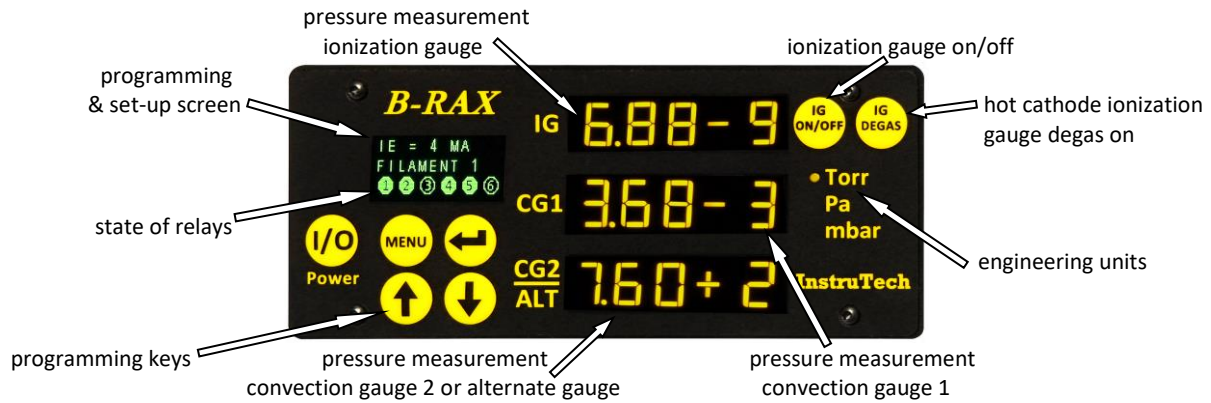 pressure measurement
ionization gauge
ionization gauge on/off
programming
& set-up screen
hot cathode ionization
gauge degas on
B-RAX
IG
6.88 - 9
IG
ON/OFF
IG
DEGAS
IE = 4 MA
FILAMENT 1
1 2 3 4 5 6
state of relays
CG1
3.68 - 3
Torr
Pa
mbar
I/O
Power
MENU
CG2
ALT
7.60 + 2
InstruTech
engineering units
programming keys
pressure measurement
convection gauge 2 or alternate gauge
pressure measurement
convection gauge 1